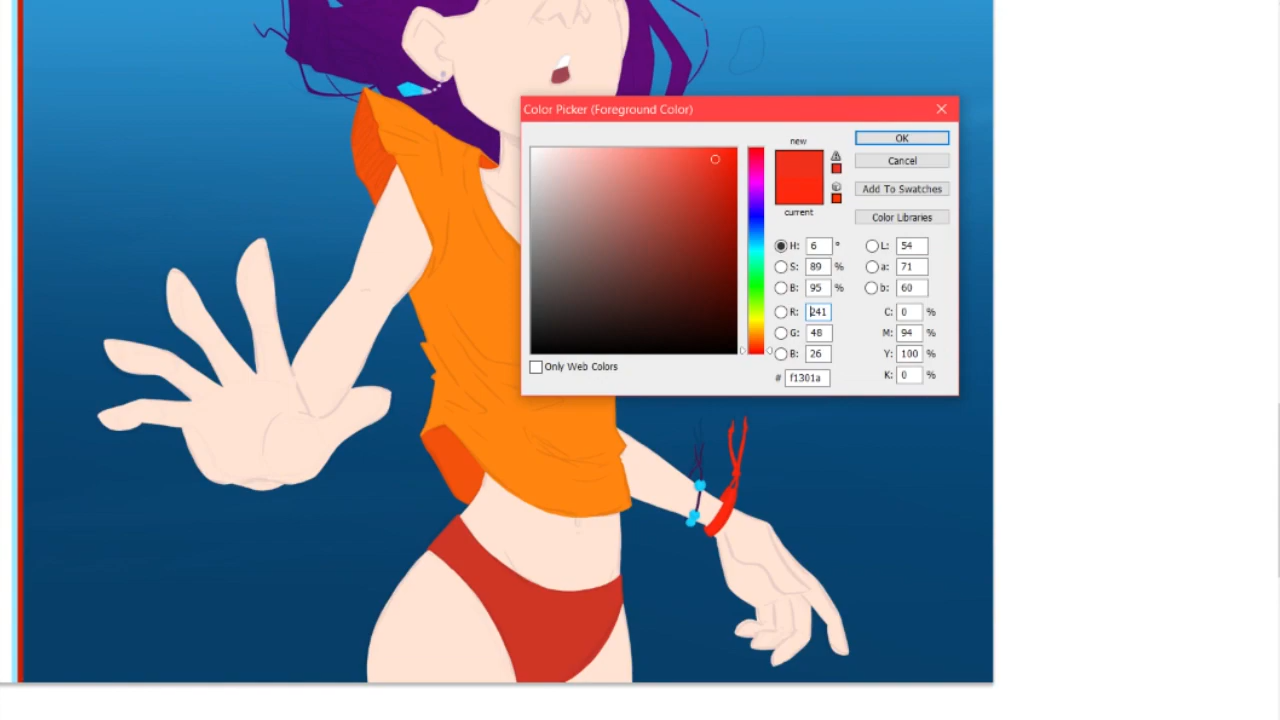 Color Picker (Foreground Color)
new
current
OK
Cancel
Add To Swatches
Color Libraries
H: 6 °
S: 89 %
B: 95 %
R: 241
G: 48
B: 26
# f1301a
L: 54
a: 71
b: 60
C: 0 %
M: 94 %
Y: 100 %
K: 0 %
Only Web Colors